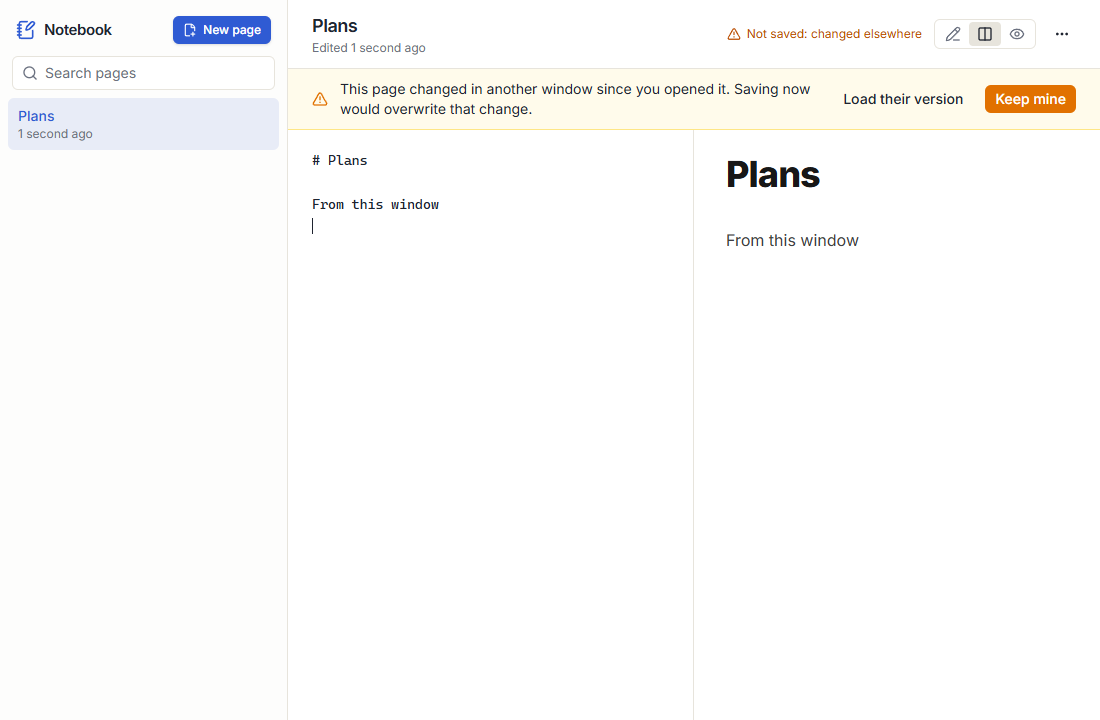 Notebook
New page
Search pages
Plans
1 second ago
Plans
Edited 1 second ago
Not saved: changed elsewhere
This page changed in another window since you opened it. Saving now
would overwrite that change.
Load their version
Keep mine
# Plans
From this window
Plans
From this window